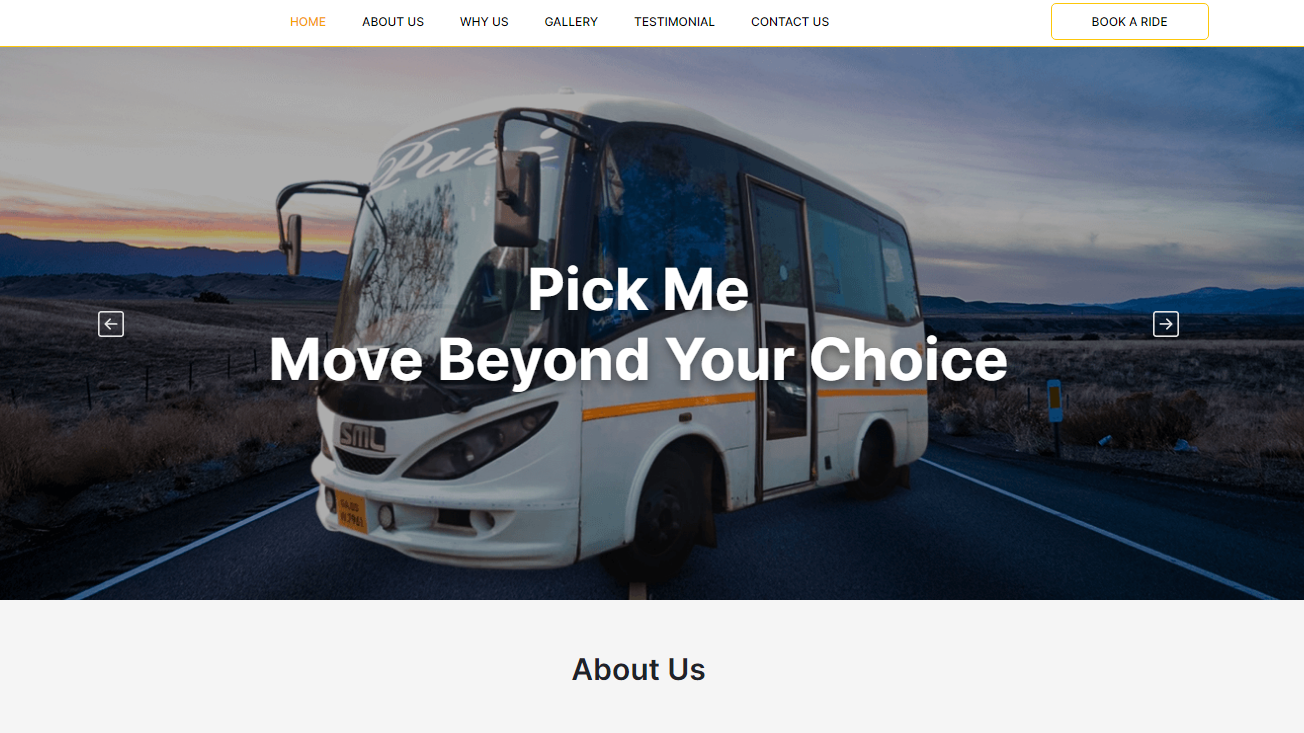 HOME ABOUT US WHY US GALLERY TESTIMONIAL CONTACT US BOOK A RIDE
Pari
Pick Me
Move Beyond Your Choice
SML
About Us